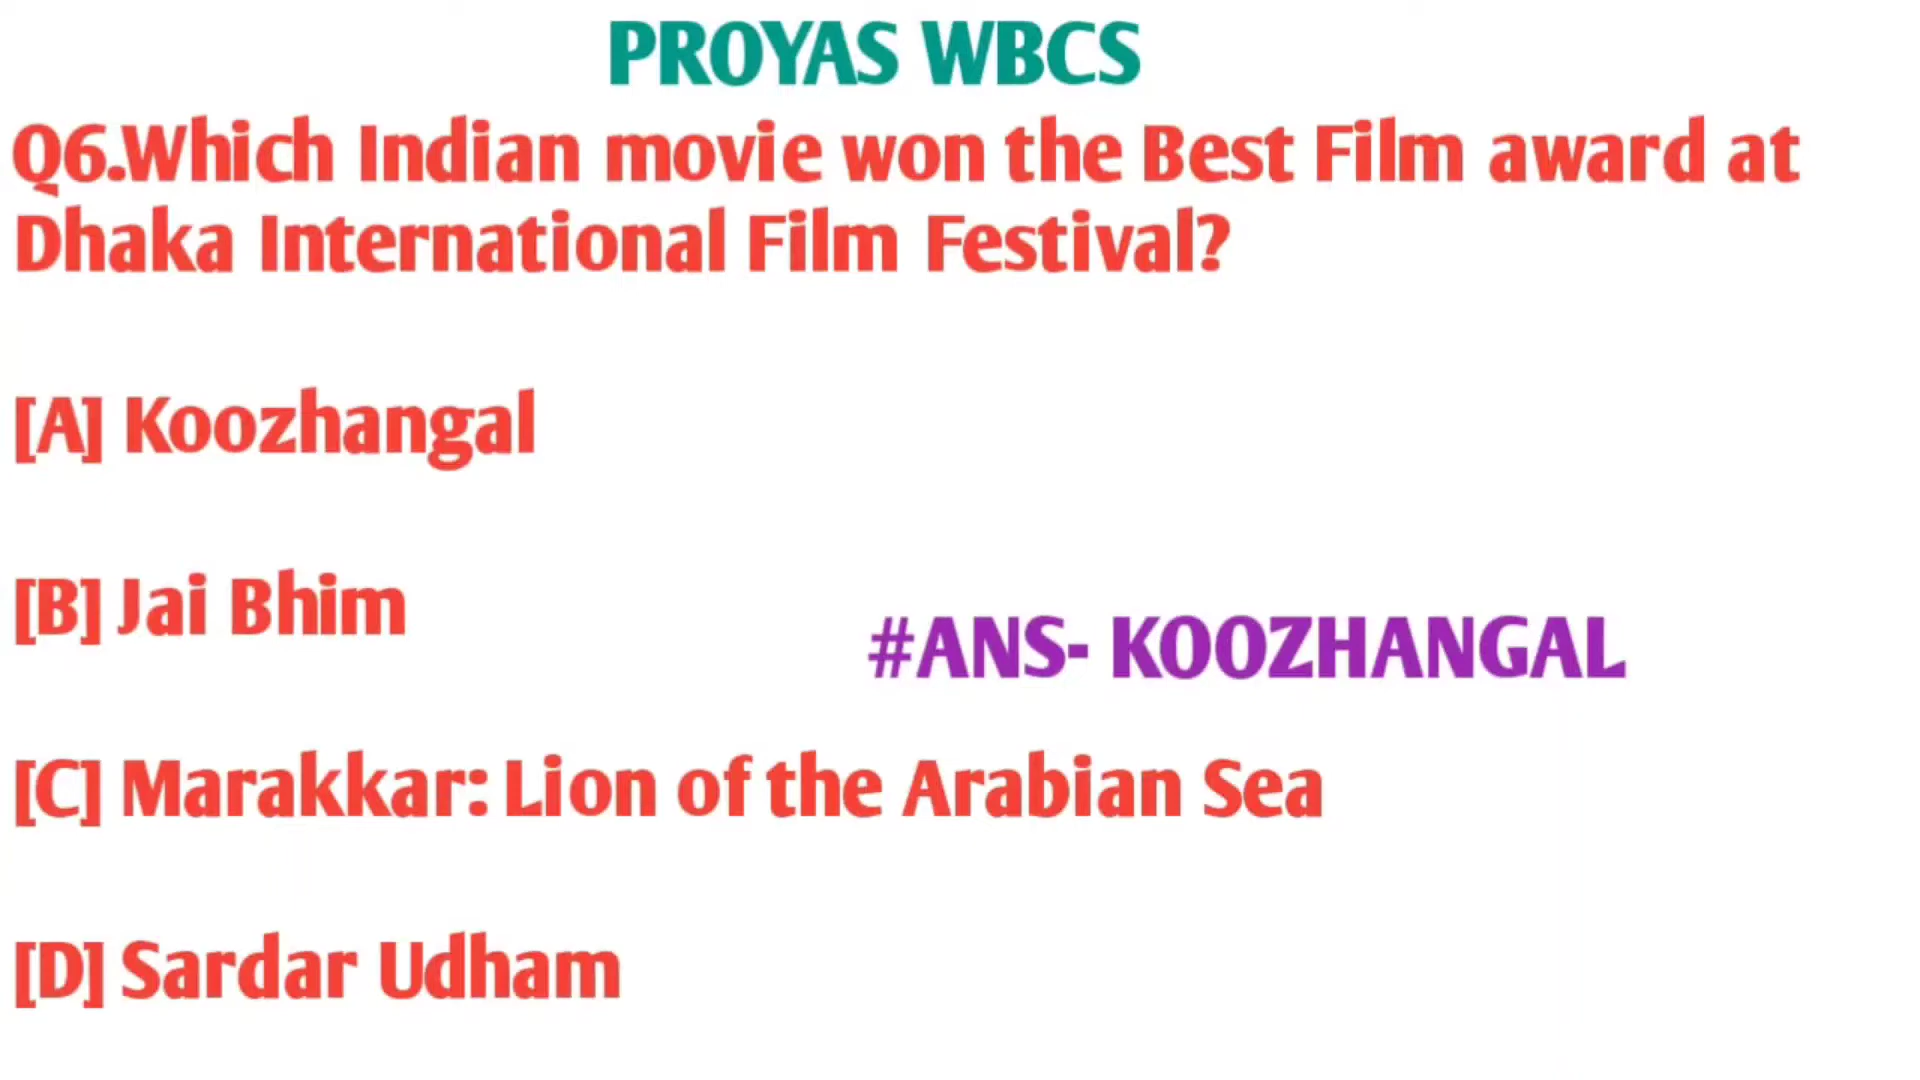 PROYAS WBCS
Q6.Which Indian movie won the Best Film award at
Dhaka International Film Festival?
[A] Koozhangal
[B] Jai Bhim
#ANS- KOOZHANGAL
[C] Marakkar: Lion of the Arabian Sea
[D] Sardar Udham